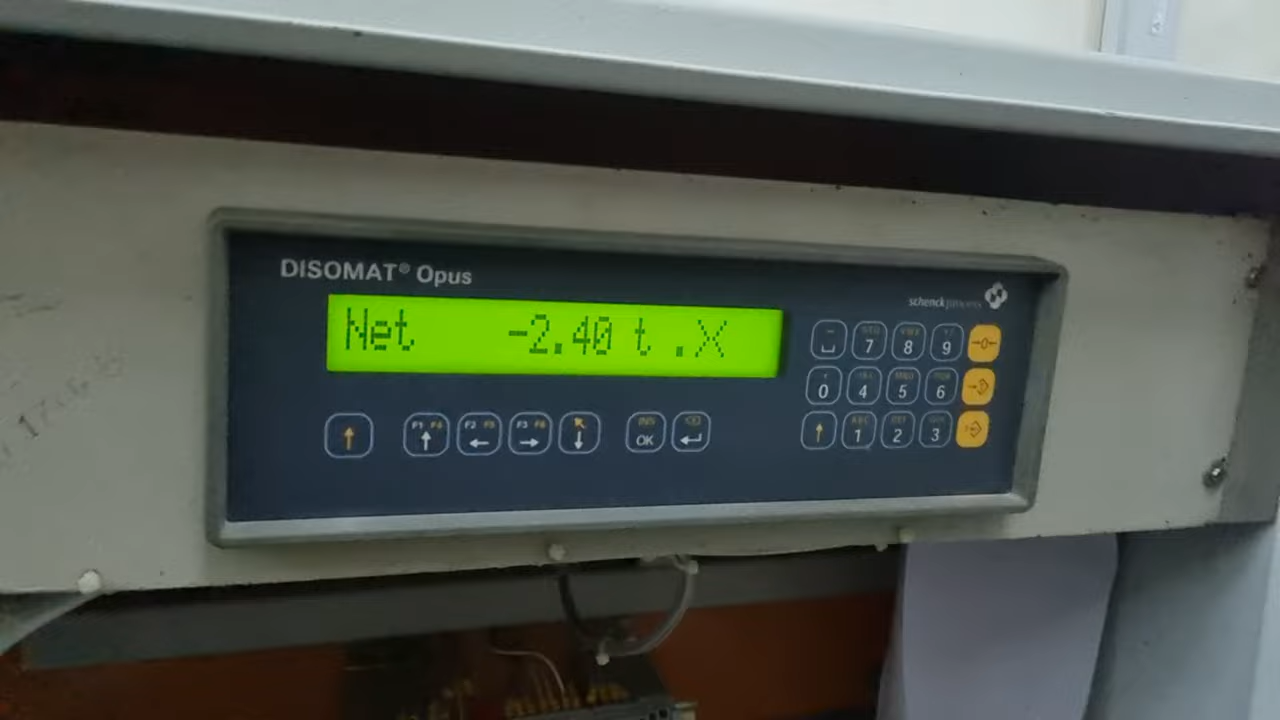 DISOMAT® Opus
schenck process
Net -2.40 t .X
7 8 9
0 4 5 6
1 2 3
F1 F2 F3
INS
OK